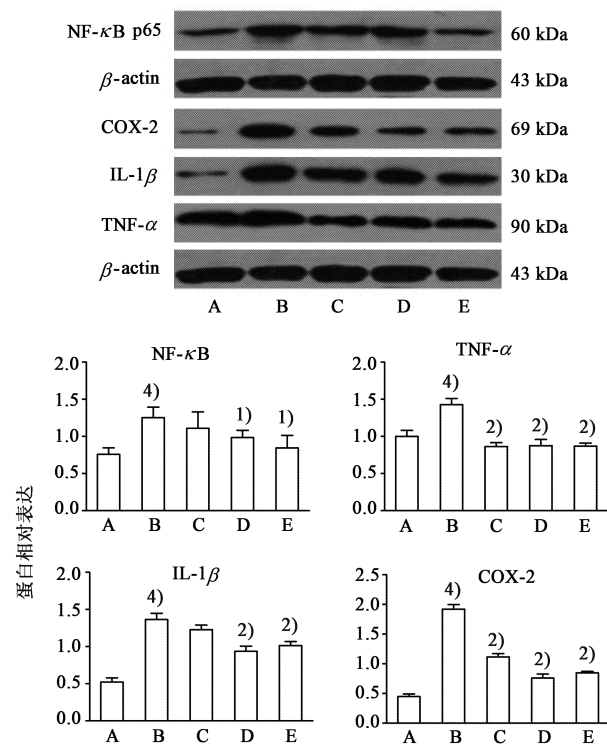 NF-κB p65 60 kDa
β-actin 43 kDa
COX-2 69 kDa
IL-1β 30 kDa
TNF-α 90 kDa
β-actin 43 kDa
A B C D E
蛋白相对表达
NF-κB
2.0
1.5
1.0
0.5
0.0
4) 1) 1)
A B C D E
TNF-α
2.0
1.5
1.0
0.5
0.0
4) 2) 2) 2)
A B C D E
IL-1β
2.0
1.5
1.0
0.5
0.0
4) 2) 2)
A B C D E
COX-2
2.5
2.0
1.5
1.0
0.5
0.0
4) 2) 2) 2)
A B C D E